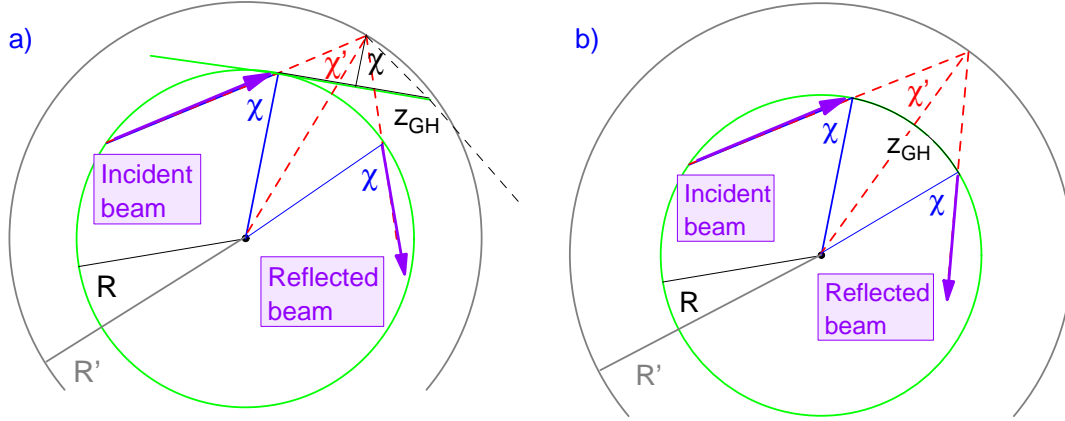 a)
χ’
χ
χ
z_GH
χ
Incident
beam
Reflected
beam
R
R’
b)
χ’
χ
z_GH
χ
Incident
beam
Reflected
beam
R
R’